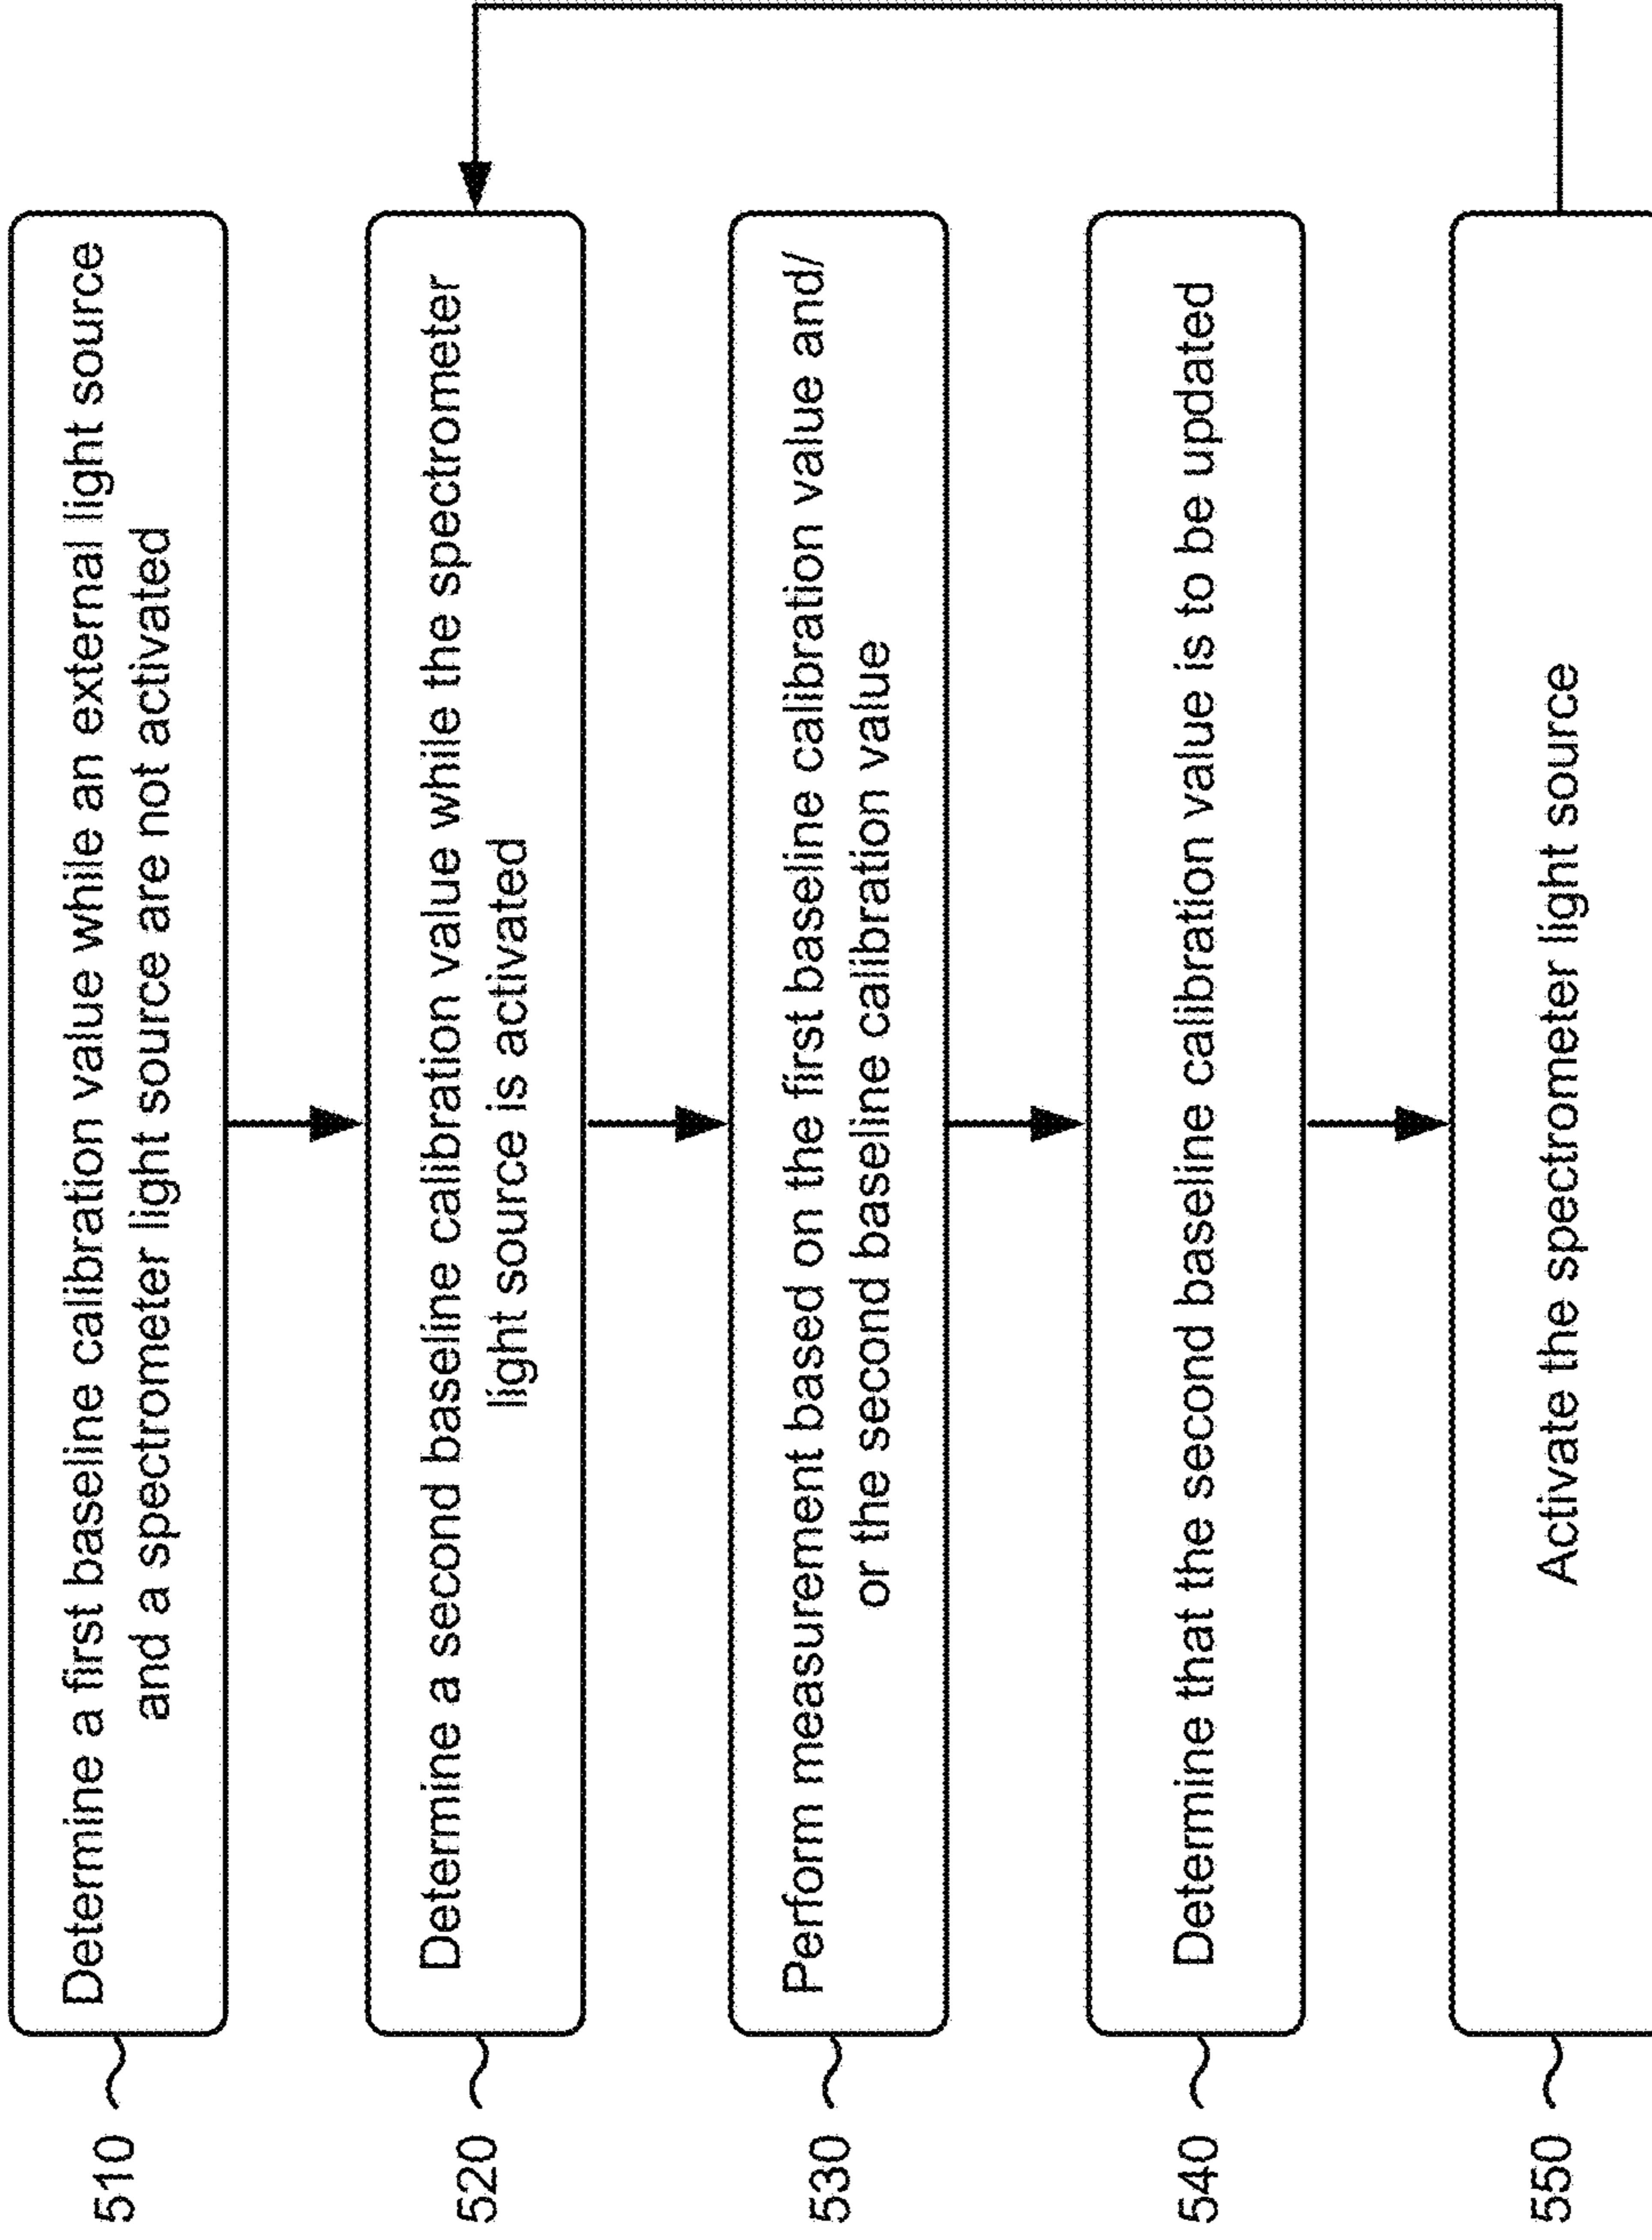 510
Determine a first baseline calibration value while an external light source
and a spectrometer light source are not activated
520
Determine a second baseline calibration value while the spectrometer
light source is activated
530
Perform measurement based on the first baseline calibration value and/
or the second baseline calibration value
540
Determine that the second baseline calibration value is to be updated
550
Activate the spectrometer light source